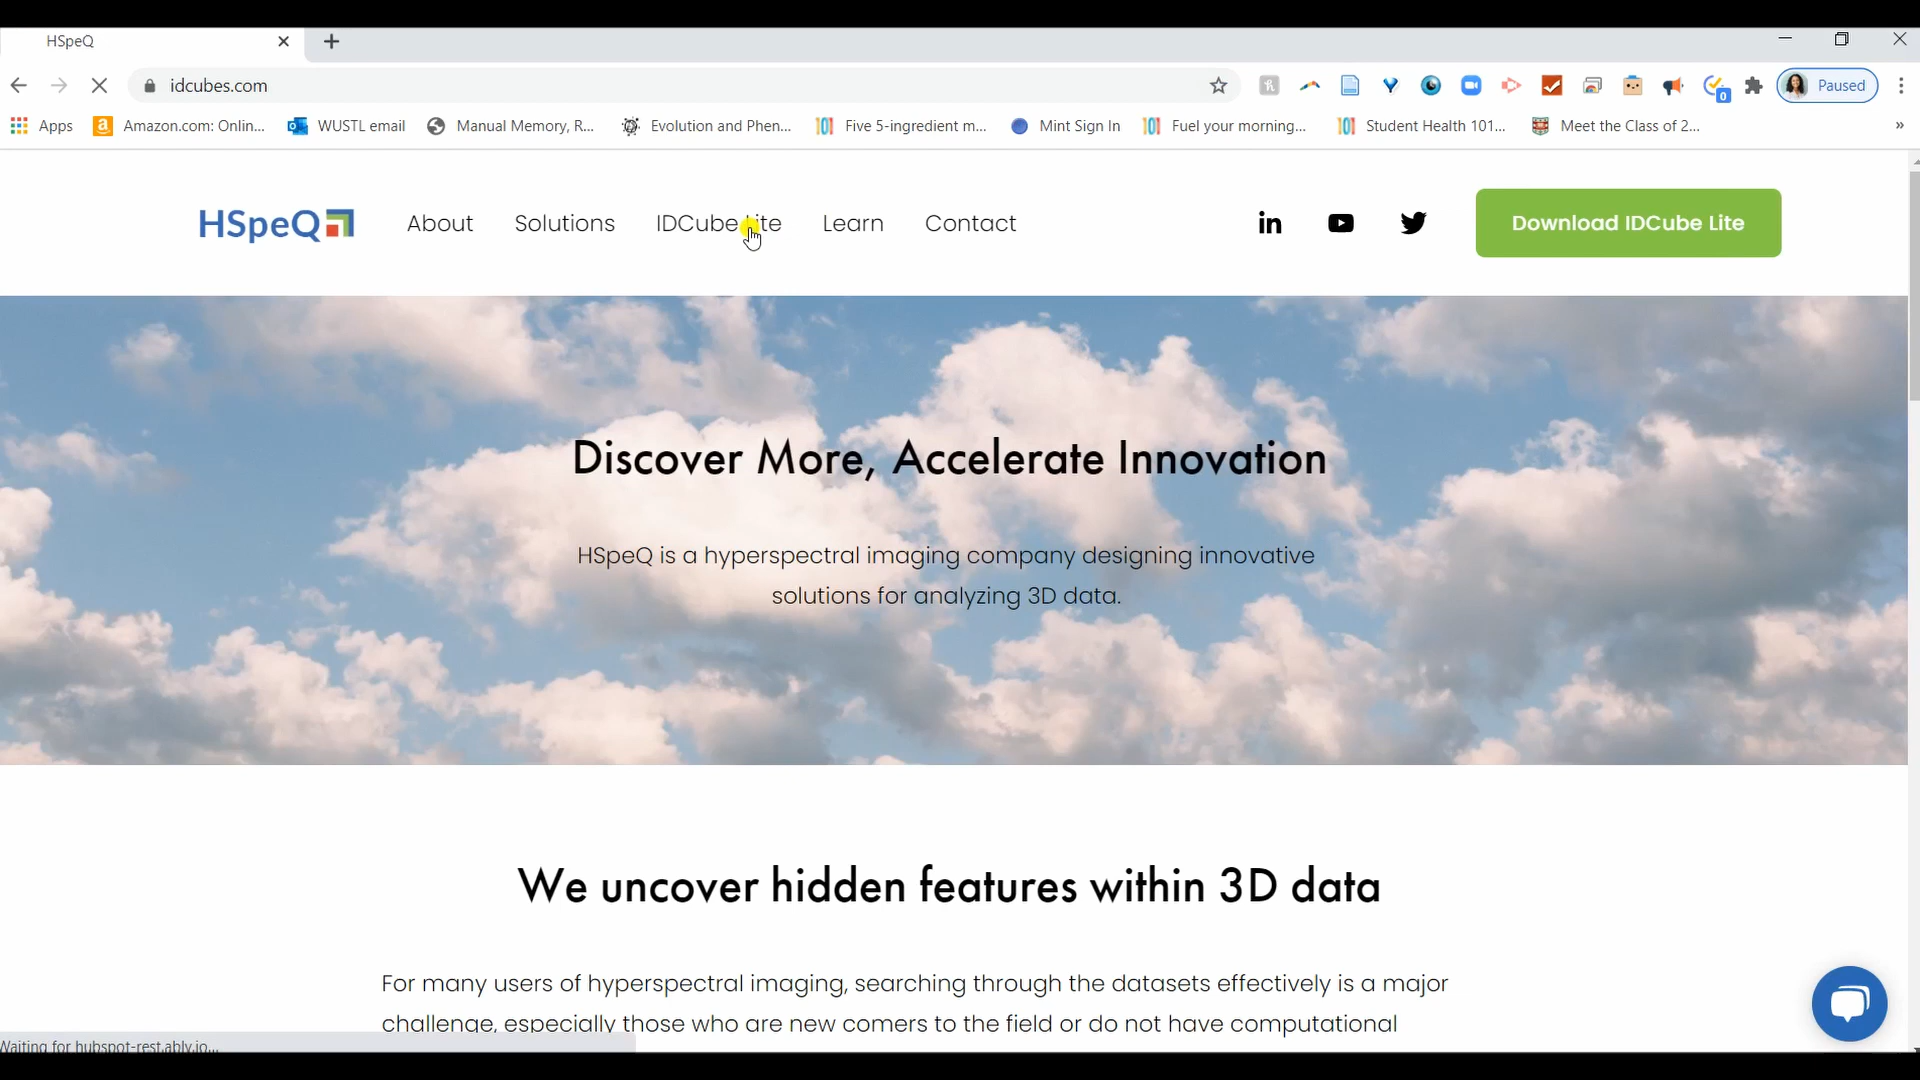 HSpeQ
idcubes.com
0
Paused
Apps
Amazon.com: Onlin...
WUSTL email
Manual Memory, R...
Evolution and Phen...
101 Five 5-ingredient m...
Mint Sign In
101 Fuel your morning...
101 Student Health 101...
Meet the Class of 2...
»
HSpeQ
About
Solutions
IDCube Lite
Learn
Contact
in
Download IDCube Lite
Discover More, Accelerate Innovation
HSpeQ is a hyperspectral imaging company designing innovative
solutions for analyzing 3D data.
We uncover hidden features within 3D data
For many users of hyperspectral imaging, searching through the datasets effectively is a major
challenge, especially those who are new comers to the field or do not have computational
Waiting for hubspot-rest.ably.io...